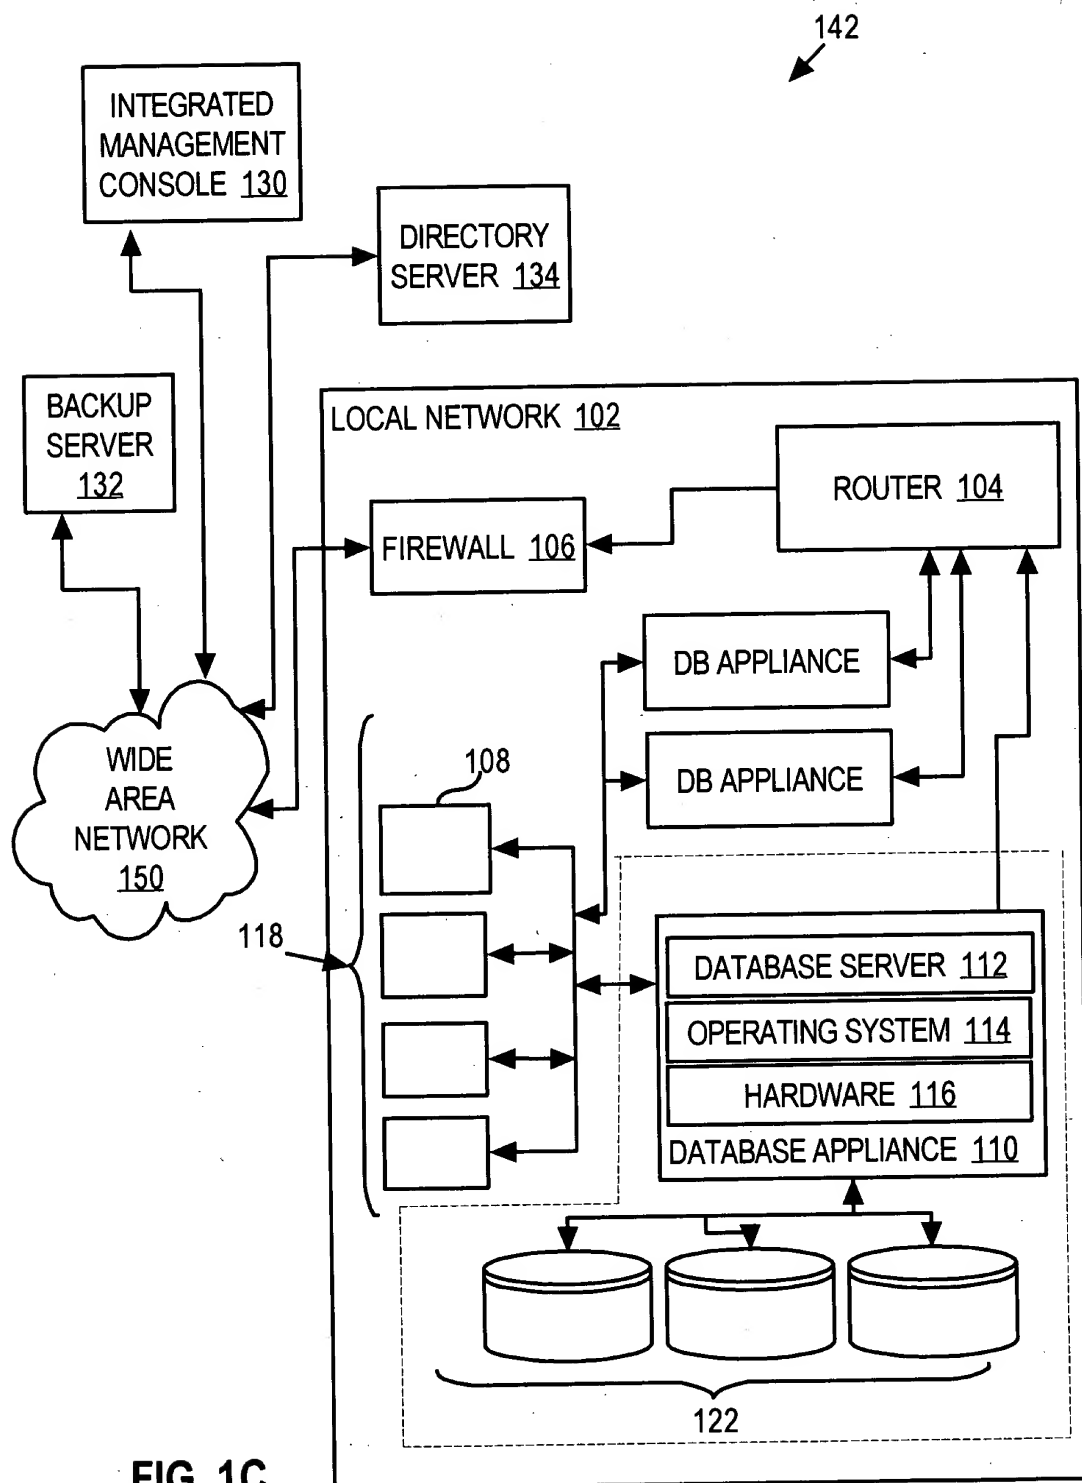 142
INTEGRATED
MANAGEMENT
CONSOLE 130
DIRECTORY
SERVER 134
BACKUP
SERVER
132
LOCAL NETWORK 102
ROUTER 104
FIREWALL 106
DB APPLIANCE
DB APPLIANCE
WIDE
AREA
NETWORK
150
108
118
DATABASE SERVER 112
OPERATING SYSTEM 114
HARDWARE 116
DATABASE APPLIANCE 110
122
FIG. 1C